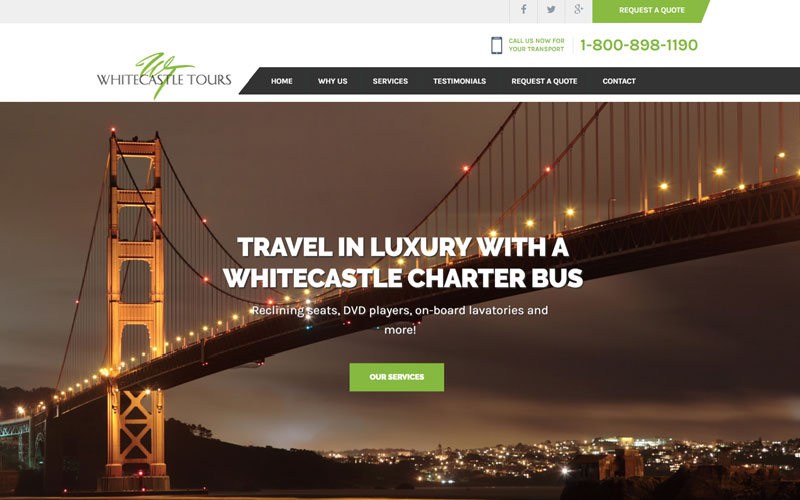 REQUEST A QUOTE
CALL US NOW FOR
YOUR TRANSPORT
1-800-898-1190
WT
WHITECASTLE TOURS
HOME WHY US SERVICES TESTIMONIALS REQUEST A QUOTE CONTACT
TRAVEL IN LUXURY WITH A
WHITECASTLE CHARTER BUS
Reclining seats, DVD players, on-board lavatories and
more!
OUR SERVICES